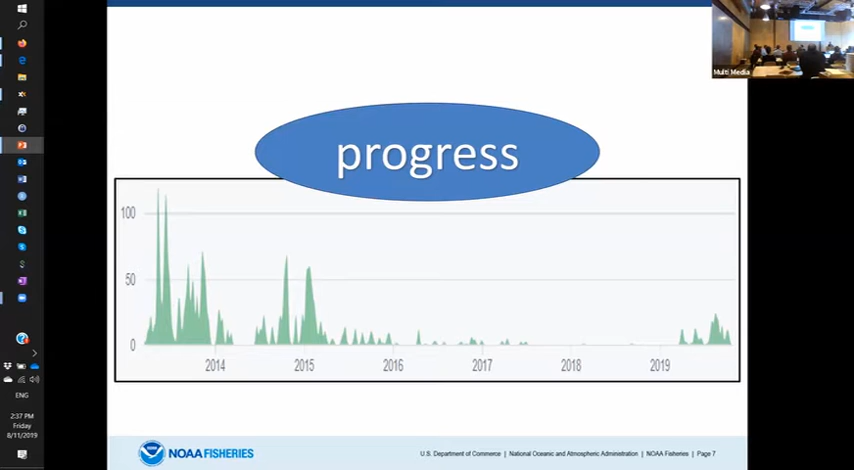 Multi Media
progress
100
50
0
2014 2015 2016 2017 2018 2019
ENG
2:37 PM
Friday
8/11/2019
NOAA FISHERIES
U.S. Department of Commerce | National Oceanic and Atmospheric Administration | NOAA Fisheries | Page 7